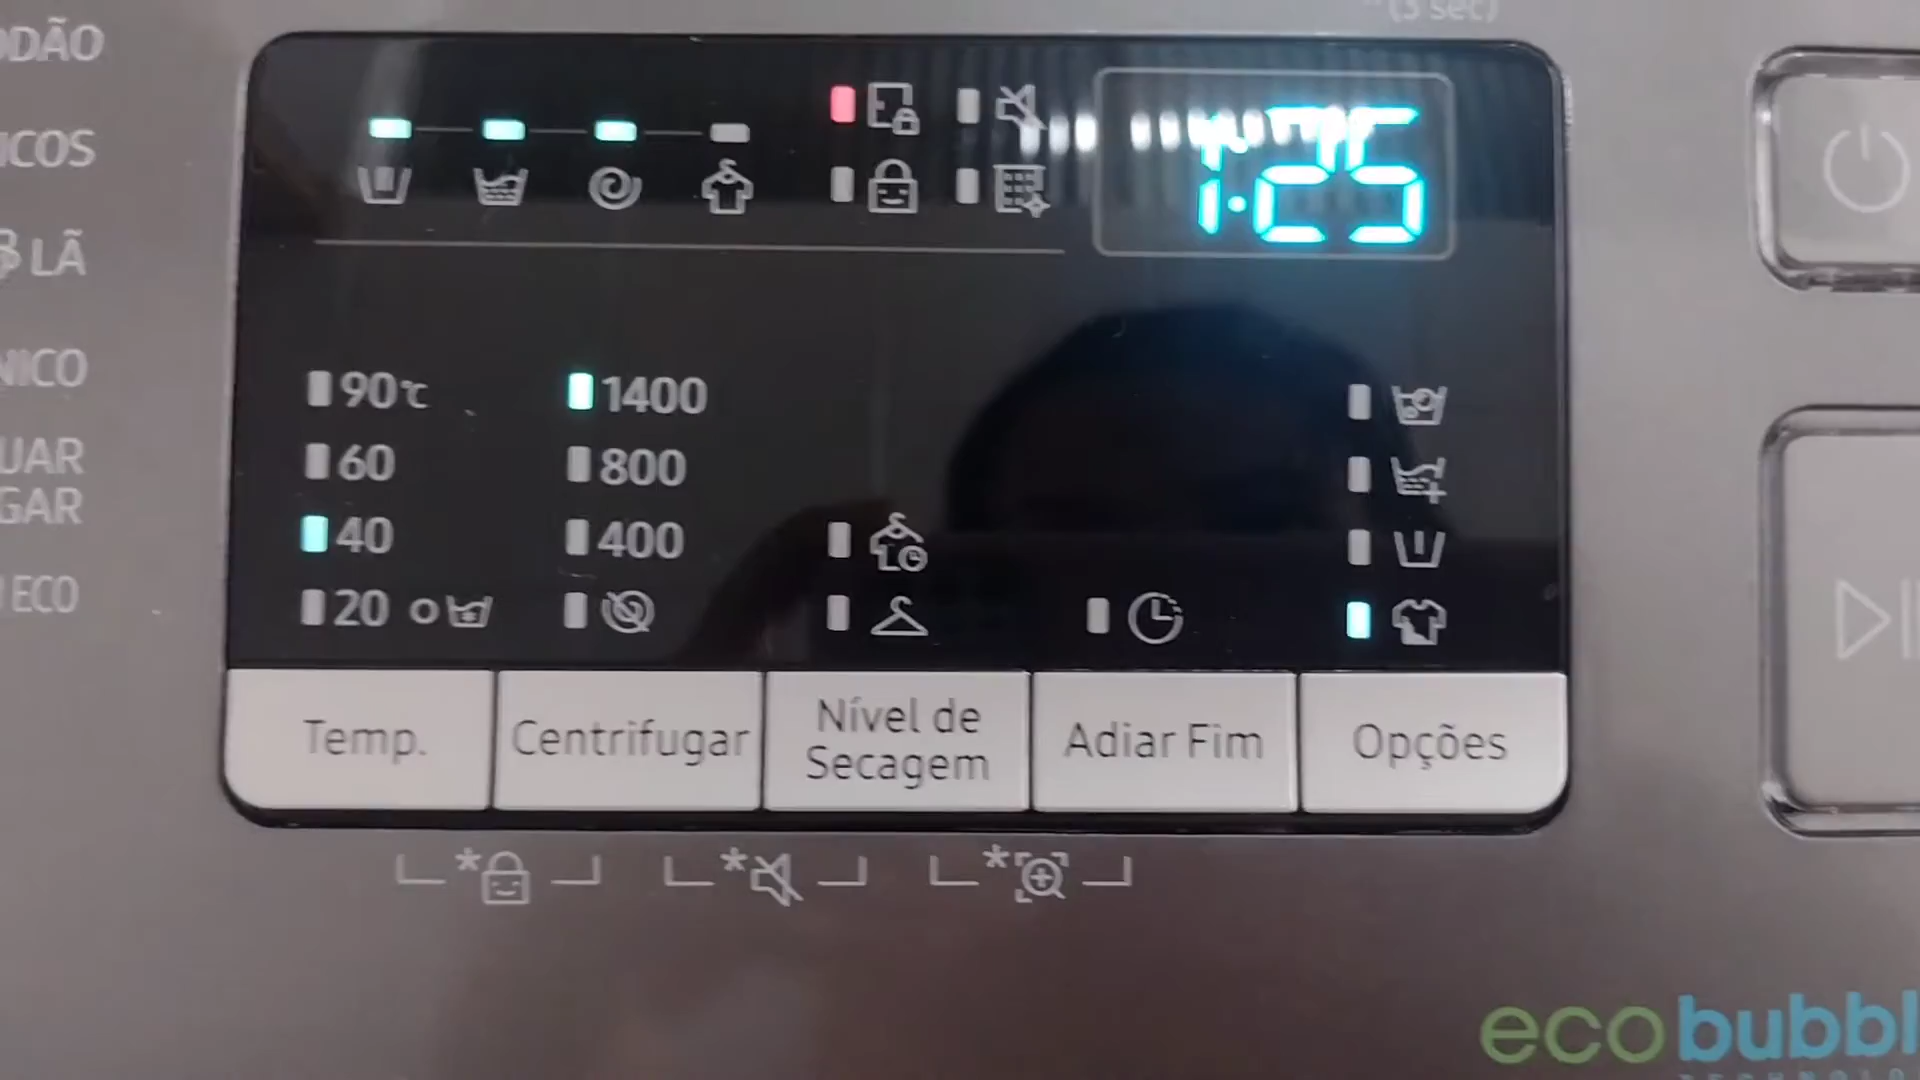 (3 sec)
ODÃO
ICOS
LÃ
NICO
UAR
GAR
ECO
1:25
90℃
60
40
20
1400
800
400
Temp.
Centrifugar
Nível de
Secagem
Adiar Fim
Opções
*
*
*
ecobubbl